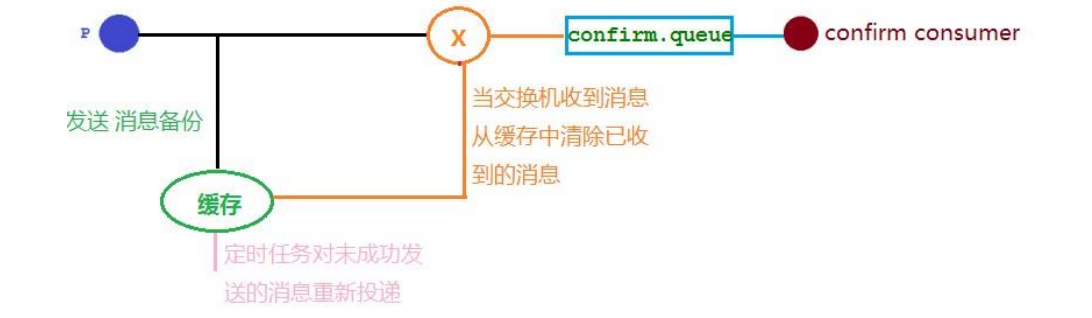 P
X
confirm.queue
confirm consumer
发送 消息备份
当交换机收到消息
从缓存中清除已收
到的消息
缓存
定时任务对未成功发
送的消息重新投递